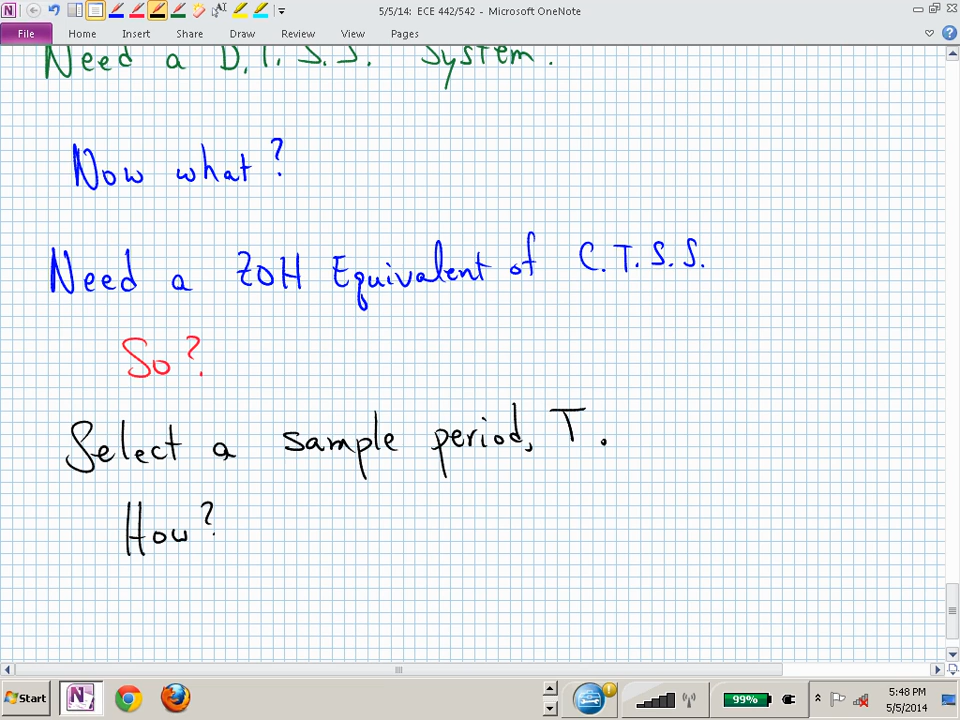 5/5/14: ECE 442/542 - Microsoft OneNote
File Home Insert Share Draw Review View Pages
Need a D.T.S.S. System.
Now what?
Need a ZOH Equivalent of C.T.S.S.
So?
Select a sample period, T.
How?
Start 99% 5:48 PM
5/5/2014